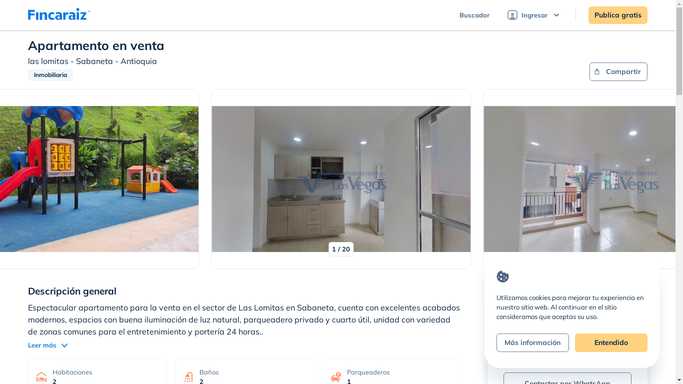 Fincaraiz
Buscador
Ingresar
Publica gratis
Apartamento en venta
las lomitas - Sabaneta - Antioquia
Inmobiliaria
Compartir
Las Vegas
Vegas
1 / 20
Descripción general
Espectacular apartamento para la venta en el sector de Las Lomitas en Sabaneta, cuenta con excelentes acabados
modernos, espacios con buena iluminación de luz natural, parqueadero privado y cuarto útil, unidad con variedad
de zonas comunes para el entretenimiento y portería 24 horas..
Leer más
Habitaciones
2
Baños
2
Parqueaderos
1
Utilizamos cookies para mejorar tu experiencia en
nuestro sitio web. Al continuar en el sitio
consideramos que aceptas su uso.
Más información
Entendido
Contactar por WhatsApp